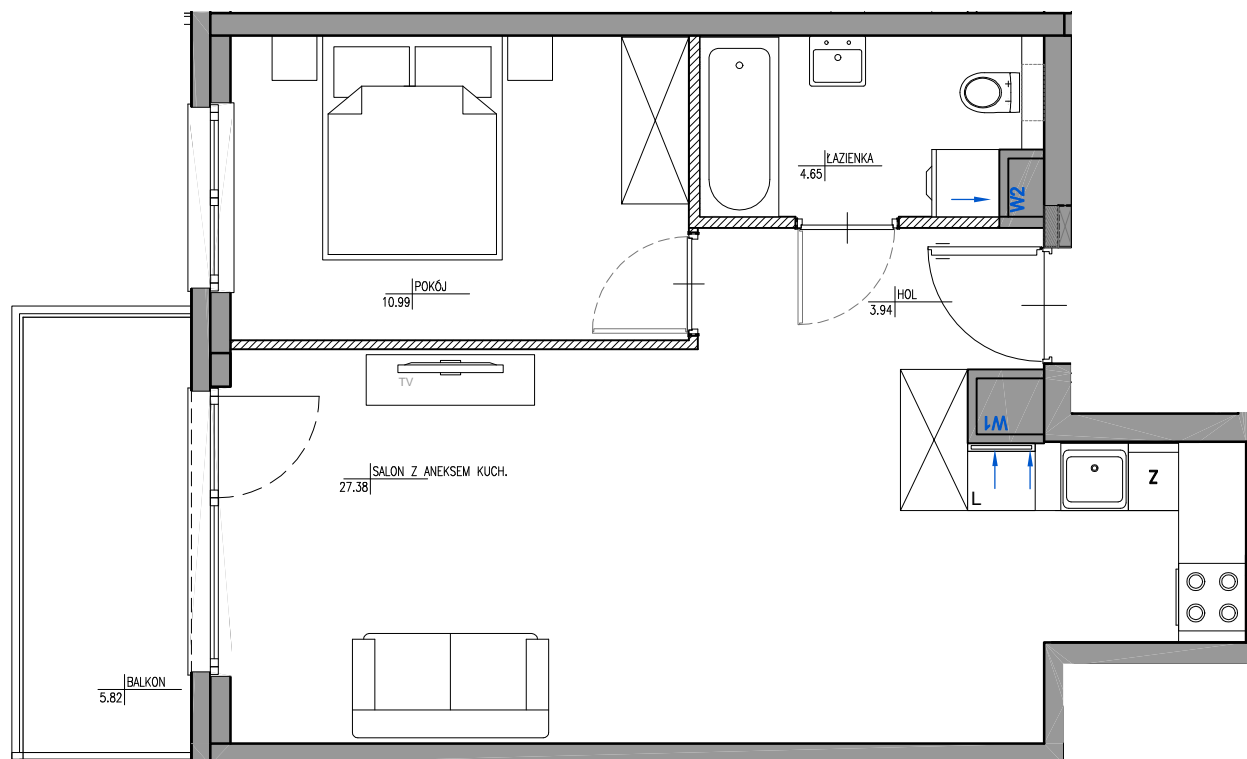 ŁAZIENKA
4.65
W2
POKÓJ
10.99
HOL
3.94
TV
W1
SALON Z ANEKSEM KUCH.
27.38
L
Z
BALKON
5.82